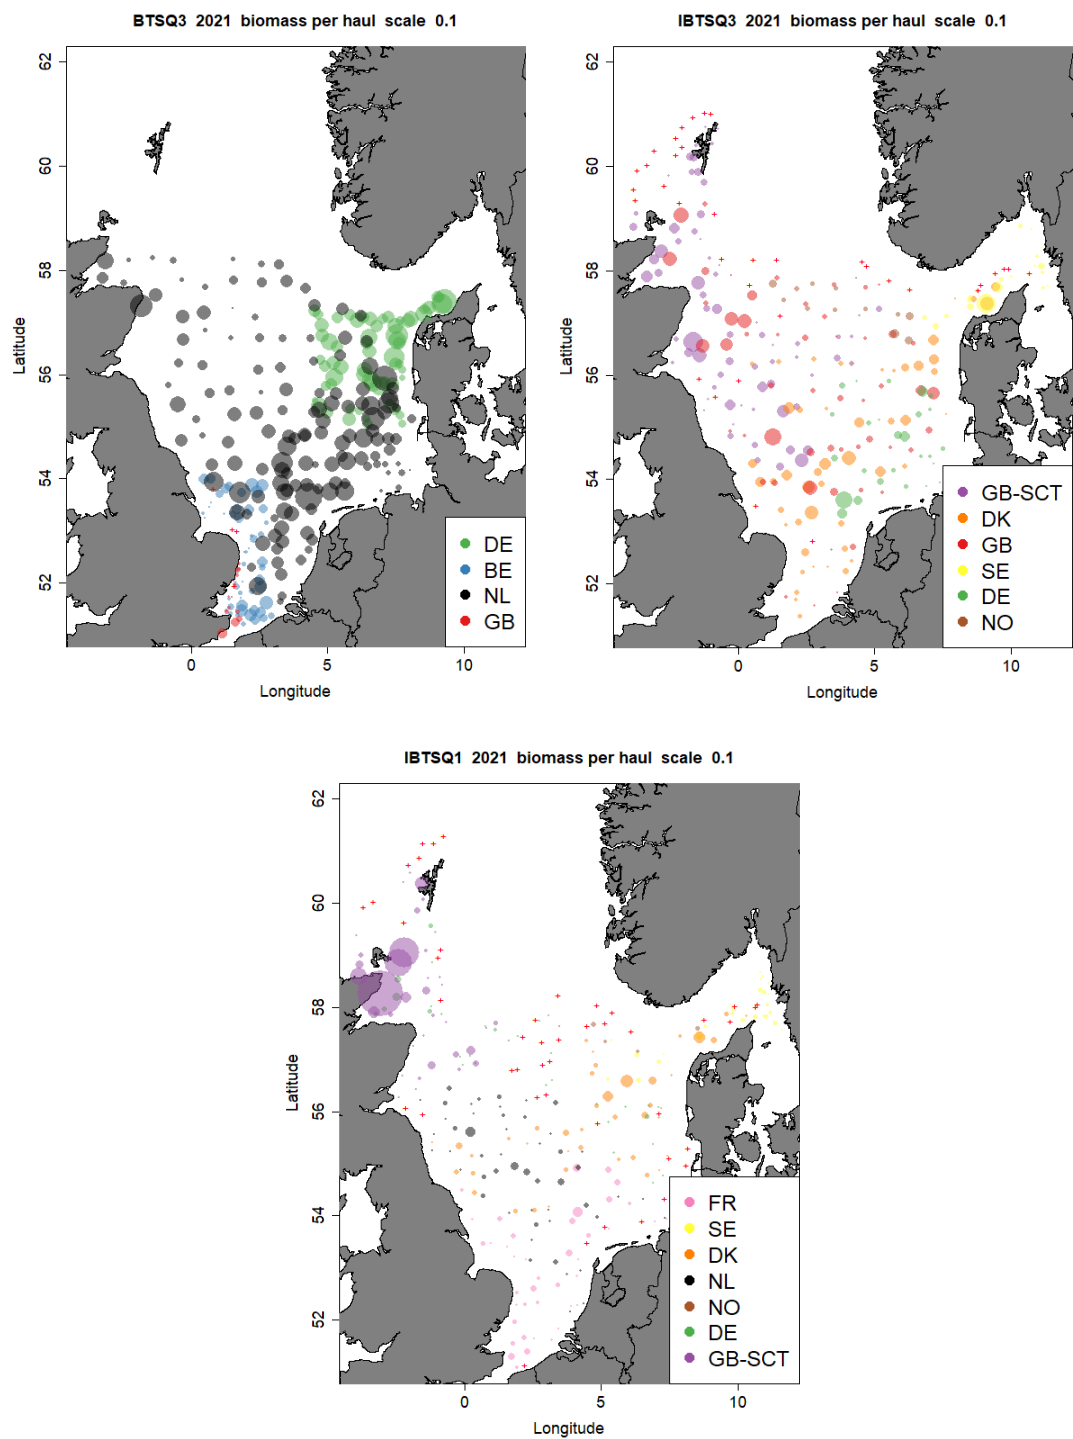 BTSQ3 2021 biomass per haul scale 0.1
62
60
58
56
54
52
Latitude
0
5
10
Longitude
DE
BE
NL
GB
IBTSQ3 2021 biomass per haul scale 0.1
62
60
58
56
54
52
Latitude
0
5
10
Longitude
GB-SCT
DK
GB
SE
DE
NO
IBTSQ1 2021 biomass per haul scale 0.1
62
60
58
56
54
52
Latitude
0
5
10
Longitude
FR
SE
DK
NL
NO
DE
GB-SCT